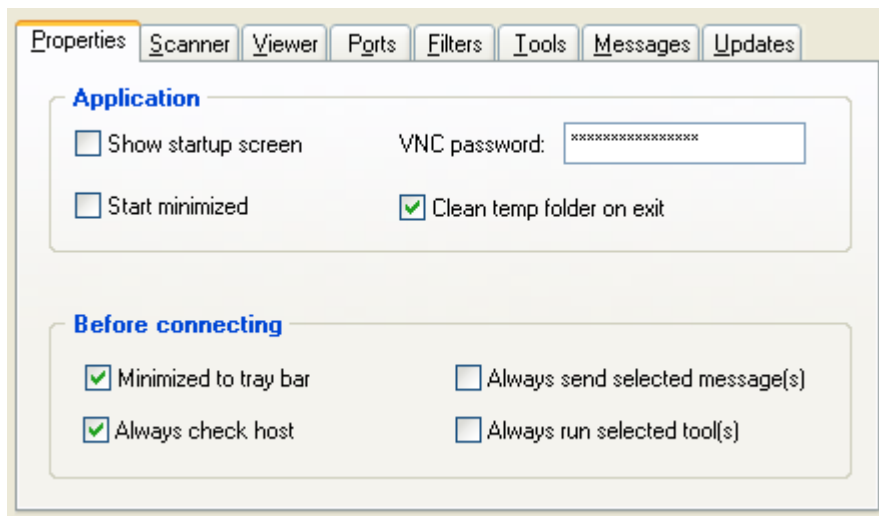 Properties Scanner Viewer Ports Filters Tools Messages Updates
Application
Show startup screen VNC password: ****************
Start minimized Clean temp folder on exit
Before connecting
Minimized to tray bar Always send selected message(s)
Always check host Always run selected tool(s)